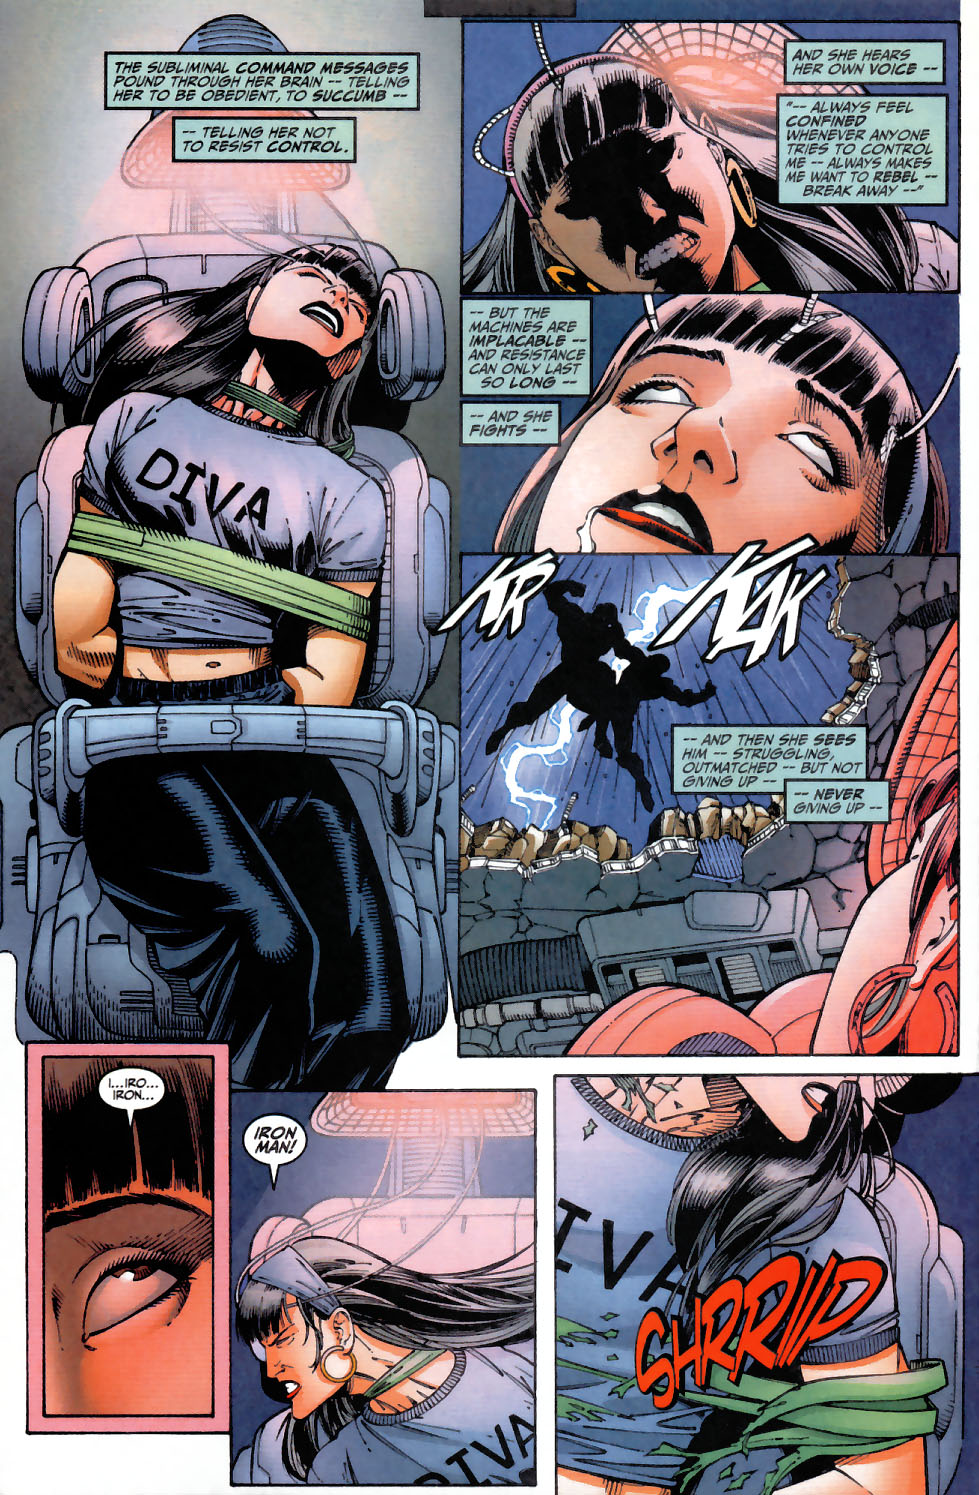 THE SUBLIMINAL COMMAND MESSAGES
POUND THROUGH HER BRAIN -- TELLING
HER TO BE OBEDIENT, TO SUCCUMB --
-- TELLING HER NOT
TO RESIST CONTROL.
DIVA
AND SHE HEARS
HER OWN VOICE --
"-- ALWAYS FEEL
CONFINED
WHENEVER ANYONE
TRIES TO CONTROL
ME -- ALWAYS MAKES
ME WANT TO REBEL --
BREAK AWAY --"
-- BUT THE
MACHINES ARE
IMPLACABLE --
AND RESISTANCE
CAN ONLY LAST
SO LONG --
-- AND SHE
FIGHTS --
KR
KLAK
-- AND THEN SHE SEES
HIM -- STRUGGLING,
OUTMATCHED -- BUT NOT
GIVING UP --
-- NEVER
GIVING UP --
I...IRO...
IRON...
IRON
MAN!
DIVA
DIVA
SHRRIIP